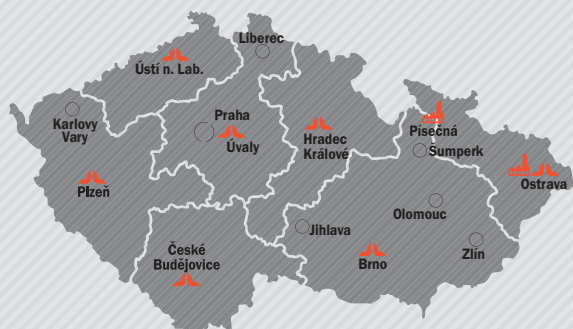 Liberec
Ústí n. Lab.
Karlovy
Vary
Praha
Úvaly
Hradec
Králové
Písečná
Šumperk
Ostrava
Plzeň
Olomouc
Jihlava
Zlín
České
Budějovice
Brno